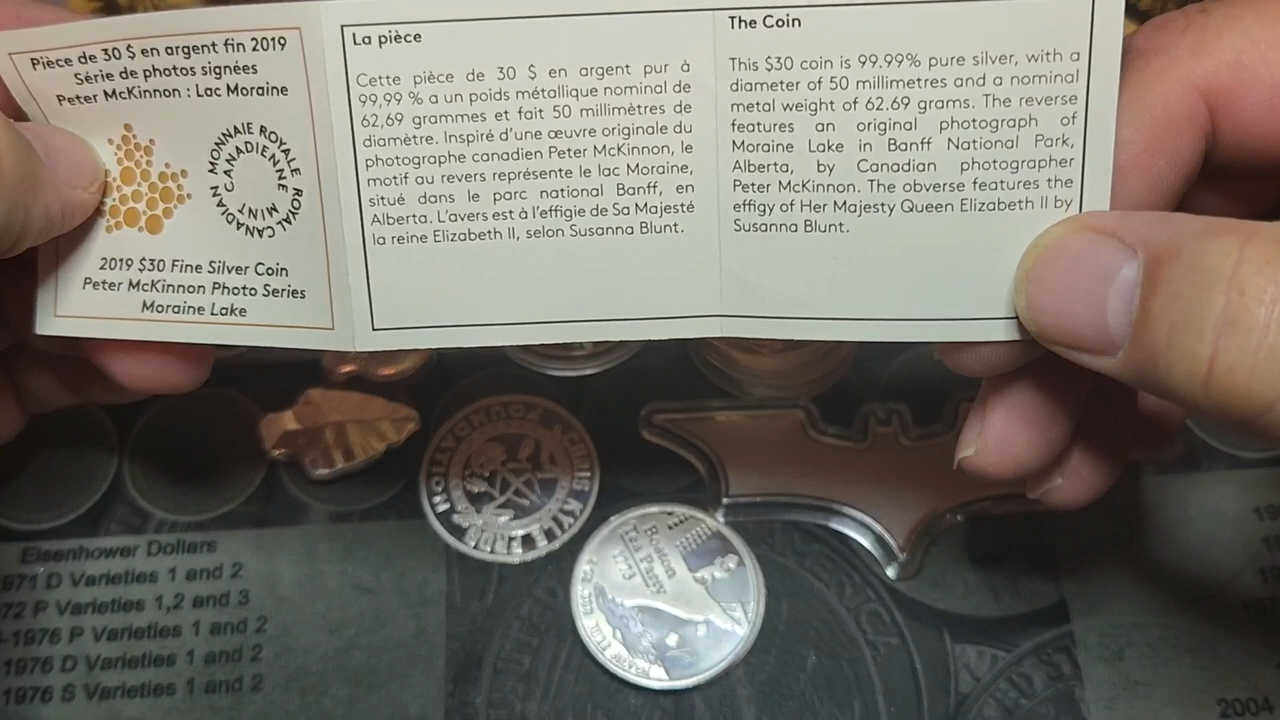 Pièce de 30 $ en argent fin 2019
Série de photos signées
Peter McKinnon : Lac Moraine
MONNAIE ROYALE CANADIENNE
ROYAL CANADIAN MINT
2019 $30 Fine Silver Coin
Peter McKinnon Photo Series
Moraine Lake
La pièce
Cette pièce de 30 $ en argent pur à
99,99 % a un poids métallique nominal de
62,69 grammes et fait 50 millimètres de
diamètre. Inspiré d'une œuvre originale du
photographe canadien Peter McKinnon, le
motif au revers représente le lac Moraine,
situé dans le parc national Banff, en
Alberta. L'avers est à l'effigie de Sa Majesté
la reine Elizabeth II, selon Susanna Blunt.
The Coin
This $30 coin is 99.99% pure silver, with a
diameter of 50 millimetres and a nominal
metal weight of 62.69 grams. The reverse
features an original photograph of
Moraine Lake in Banff National Park,
Alberta, by Canadian photographer
Peter McKinnon. The obverse features the
effigy of Her Majesty Queen Elizabeth II by
Susanna Blunt.
CHRIS KYLE FROG FOUNDATION
Boston
Tea Party
1773
Eisenhower Dollars
1971 D Varieties 1 and 2
72 P Varieties 1,2 and 3
-1976 P Varieties 1 and 2
1976 D Varieties 1 and 2
1976 S Varieties 1 and 2
2004